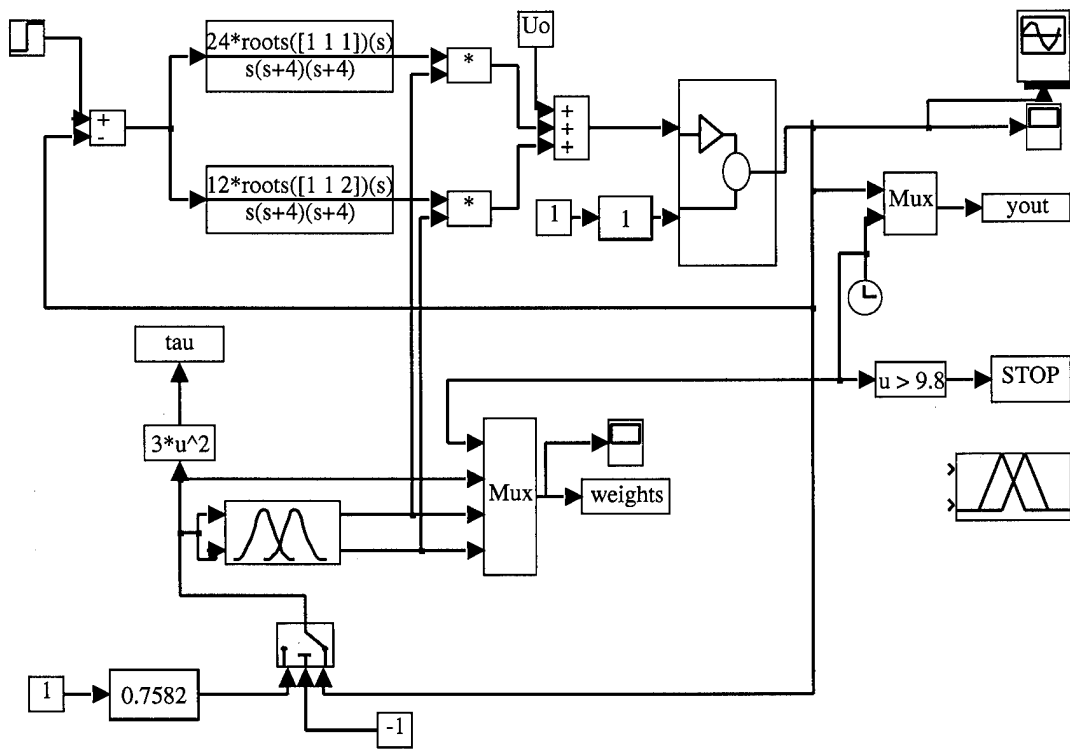 24*roots([1 1 1])(s)
s(s+4)(s+4)
*
Uo
+
-
+
+
+
12*roots([1 1 2])(s)
s(s+4)(s+4)
*
1
1
Mux
yout
tau
u > 9.8
STOP
3*u^2
Mux
weights
1
0.7582
-1